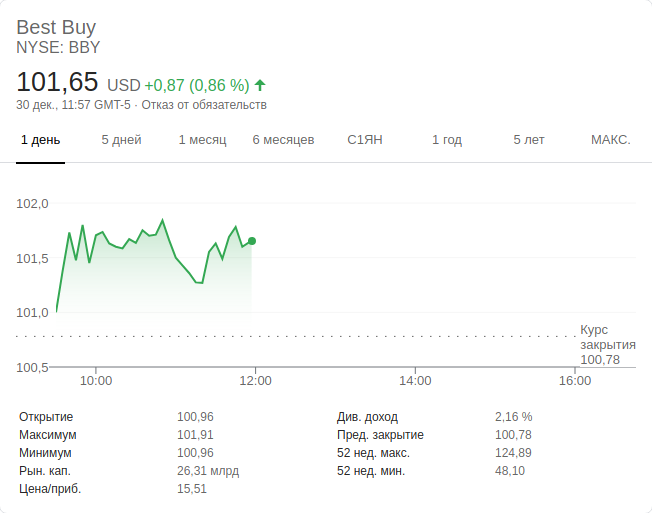 Best Buy
NYSE: BBY
101,65 USD +0,87 (0,86 %)
30 дек., 11:57 GMT-5 · Отказ от обязательств
1 день 5 дней 1 месяц 6 месяцев С1ЯН 1 год 5 лет МАКС.
102,0
101,5
101,0
Курс
закрытия
100,78
100,5
10:00 12:00 14:00 16:00
Открытие 100,96 Див. доход 2,16 %
Максимум 101,91 Пред. закрытие 100,78
Минимум 100,96 52 нед. макс. 124,89
Рын. кап. 26,31 млрд 52 нед. мин. 48,10
Цена/приб. 15,51